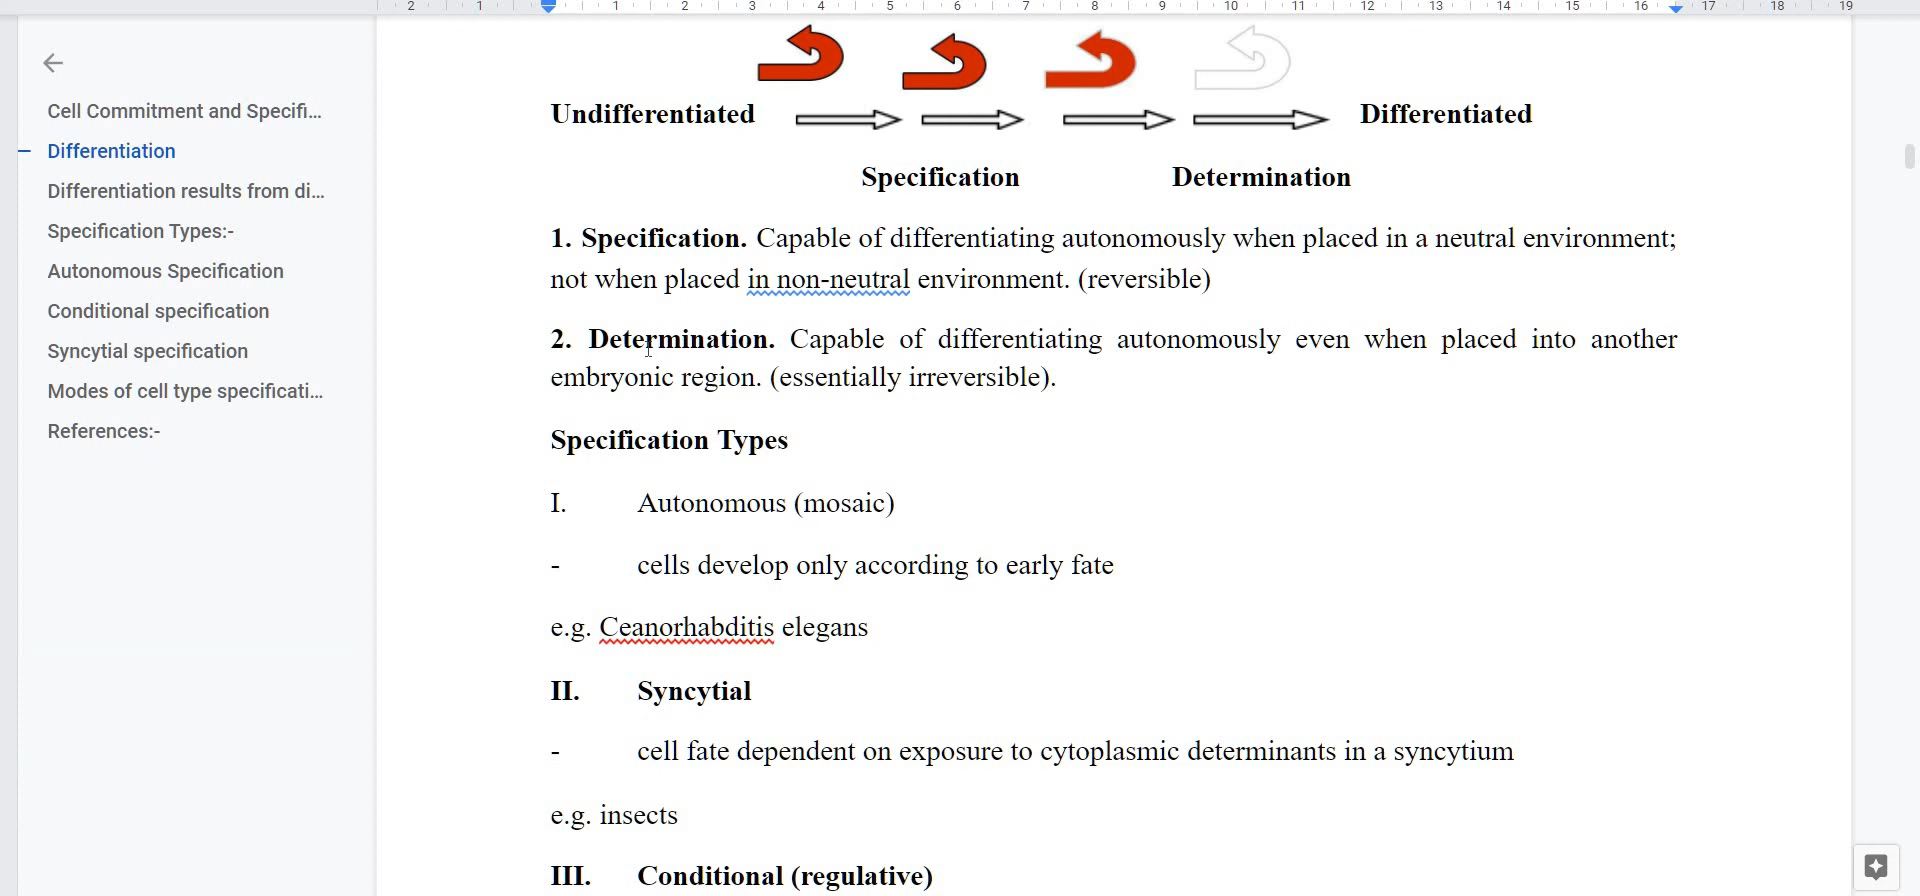 2 1 1 2 3 4 5 6 7 8 9 10 11 12 13 14 15 16 17 18 19
Cell Commitment and Specifi...
Differentiation
Differentiation results from di...
Specification Types:-
Autonomous Specification
Conditional specification
Syncytial specification
Modes of cell type specificati...
References:-
Undifferentiated Differentiated
Specification Determination
1. Specification. Capable of differentiating autonomously when placed in a neutral environment;
not when placed in non-neutral environment. (reversible)
2. Determination. Capable of differentiating autonomously even when placed into another
embryonic region. (essentially irreversible).
Specification Types
I. Autonomous (mosaic)
- cells develop only according to early fate
e.g. Ceanorhabditis elegans
II. Syncytial
- cell fate dependent on exposure to cytoplasmic determinants in a syncytium
e.g. insects
III. Conditional (regulative)